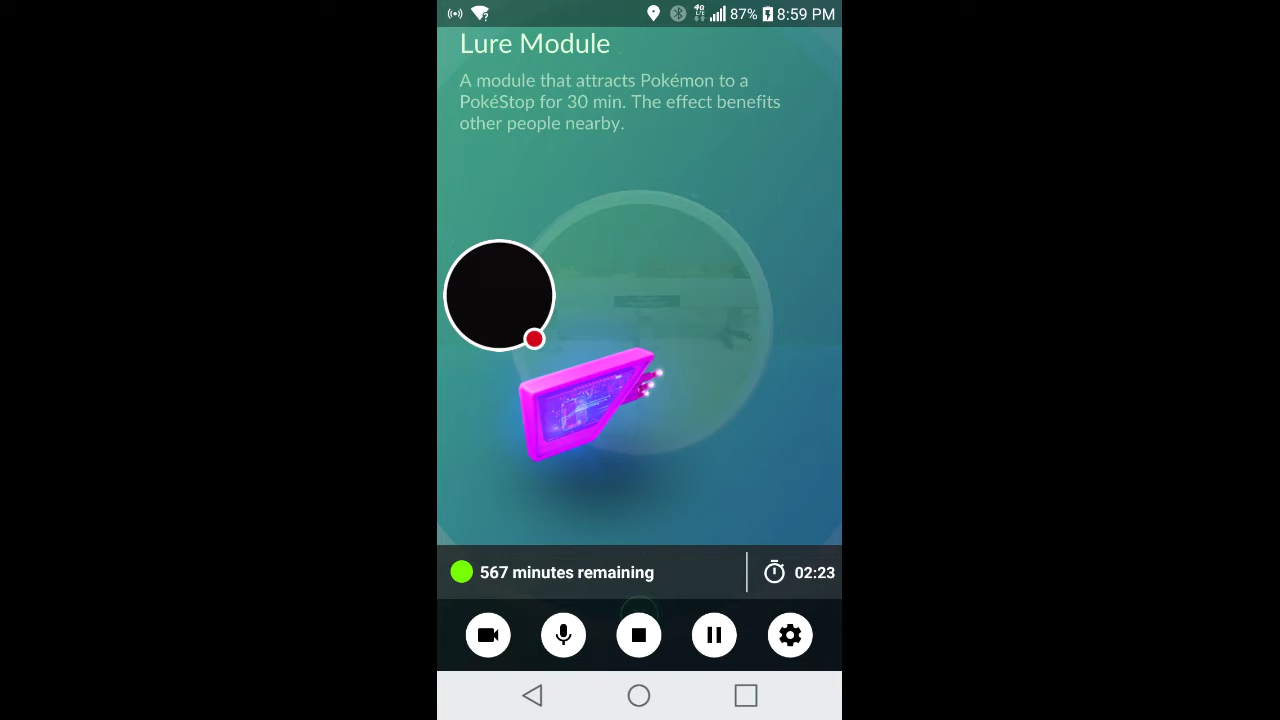 87% 8:59 PM
Lure Module
A module that attracts Pokémon to a
PokéStop for 30 min. The effect benefits
other people nearby.
567 minutes remaining 02:23